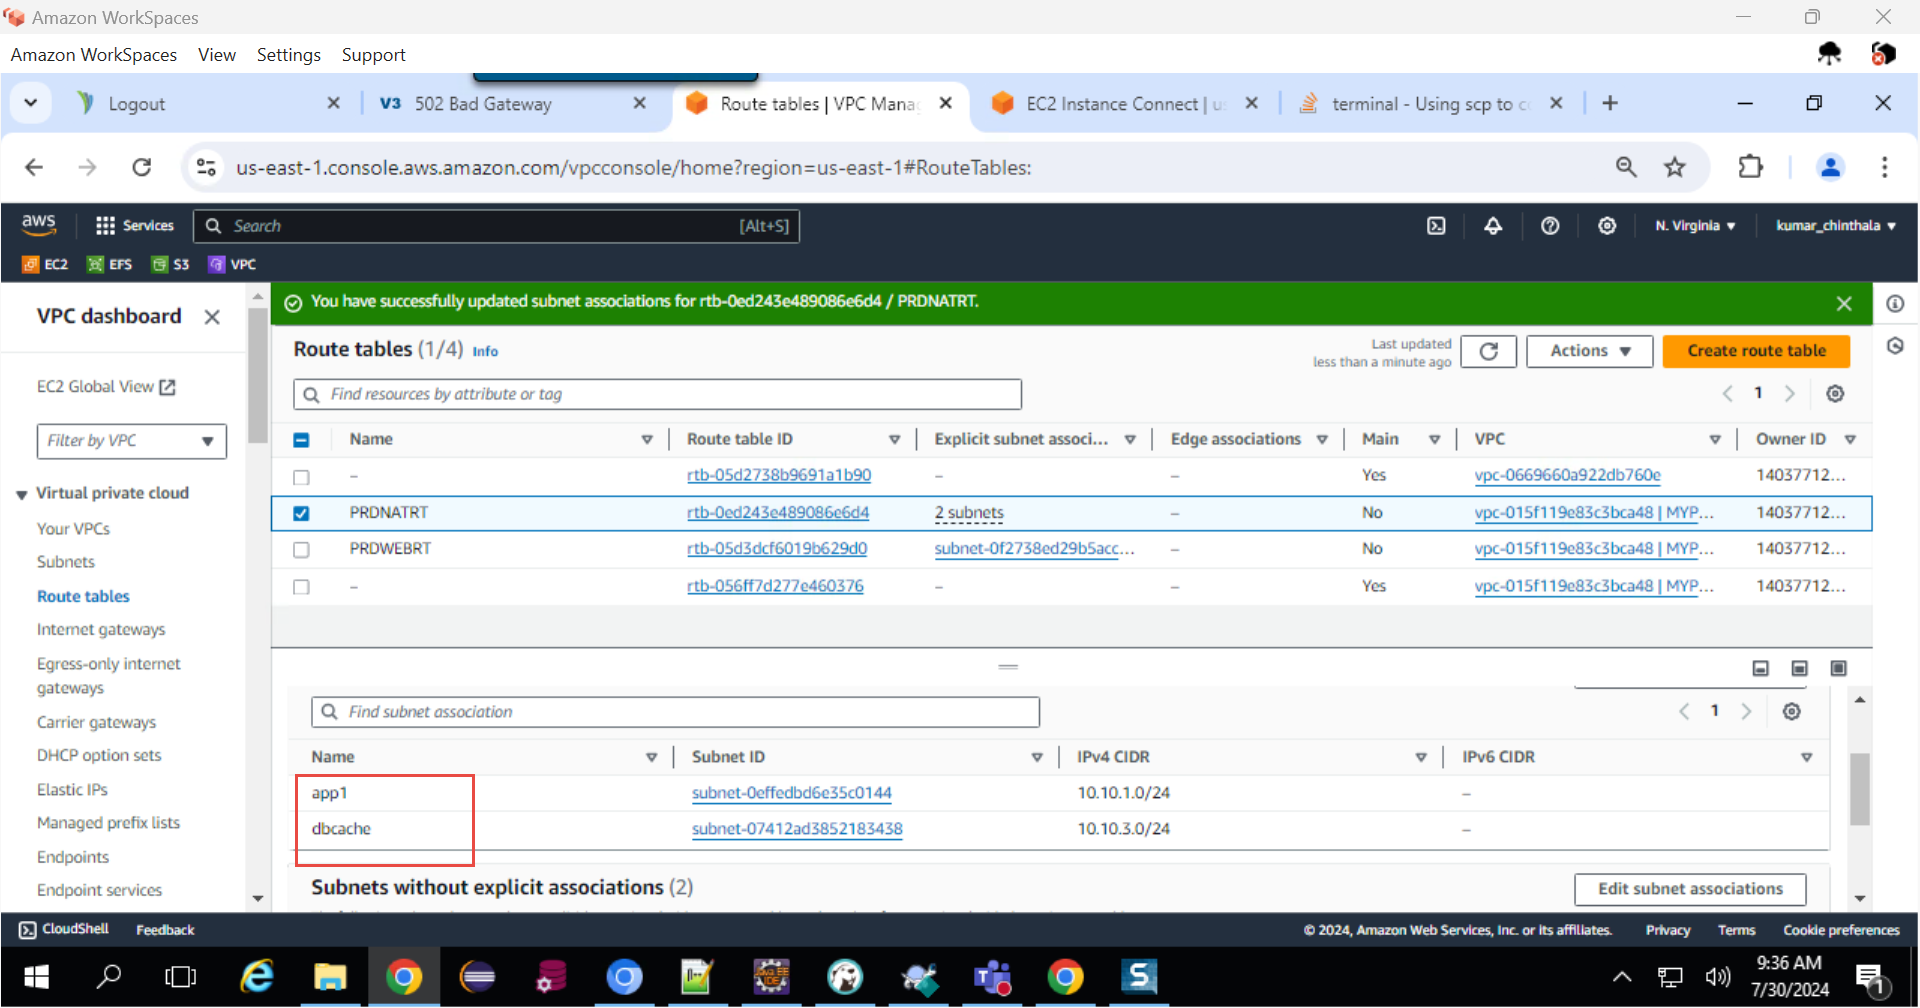 Amazon WorkSpaces
Amazon WorkSpaces View Settings Support
Logout
V3 502 Bad Gateway
Route tables | VPC Mana
EC2 Instance Connect | us
terminal - Using scp to c
us-east-1.console.aws.amazon.com/vpcconsole/home?region=us-east-1#RouteTables:
aws Services Search [Alt+S] N. Virginia kumar_chinthala
EC2 EFS S3 VPC
VPC dashboard
EC2 Global View
Filter by VPC
Virtual private cloud
Your VPCs
Subnets
Route tables
Internet gateways
Egress-only internet
gateways
Carrier gateways
DHCP option sets
Elastic IPs
Managed prefix lists
Endpoints
Endpoint services
You have successfully updated subnet associations for rtb-0ed243e489086e6d4 / PRDNATRT.
Route tables (1/4) Info
Last updated
less than a minute ago
Actions
Create route table
Find resources by attribute or tag
1
Name Route table ID Explicit subnet associ... Edge associations Main VPC Owner ID
– rtb-05d2738b9691a1b90 – – Yes vpc-0669660a922db760e 14037712...
PRDNATRT rtb-0ed243e489086e6d4 2 subnets – No vpc-015f119e83c3bca48 | MYP... 14037712...
PRDWEBRT rtb-05d3dcf6019b629d0 subnet-0f2738ed29b5acc... – No vpc-015f119e83c3bca48 | MYP... 14037712...
– rtb-056ff7d277e460376 – – Yes vpc-015f119e83c3bca48 | MYP... 14037712...
Find subnet association
1
Name Subnet ID IPv4 CIDR IPv6 CIDR
app1 subnet-0effedbd6e35c0144 10.10.1.0/24 –
dbcache subnet-07412ad3852183438 10.10.3.0/24 –
Subnets without explicit associations (2)
Edit subnet associations
CloudShell Feedback © 2024, Amazon Web Services, Inc. or its affiliates. Privacy Terms Cookie preferences
9:36 AM
7/30/2024
1